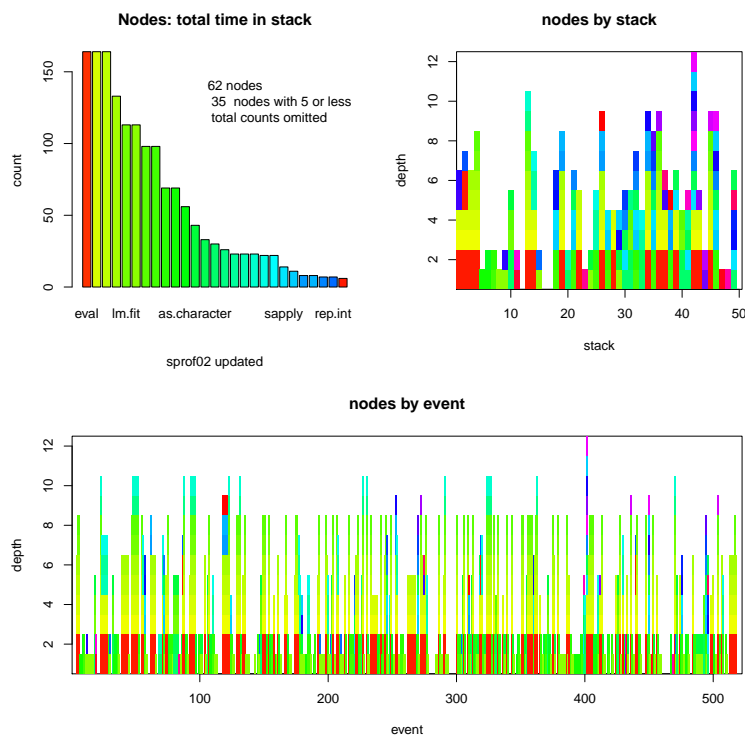 Nodes: total time in stack
150
100
50
0
count
62 nodes
35 nodes with 5 or less
total counts omitted
eval
lm.fit
as.character
sapply
rep.int
sprof02 updated
nodes by stack
12
10
8
6
4
2
depth
10
20
30
40
50
stack
nodes by event
12
10
8
6
4
2
depth
100
200
300
400
500
event